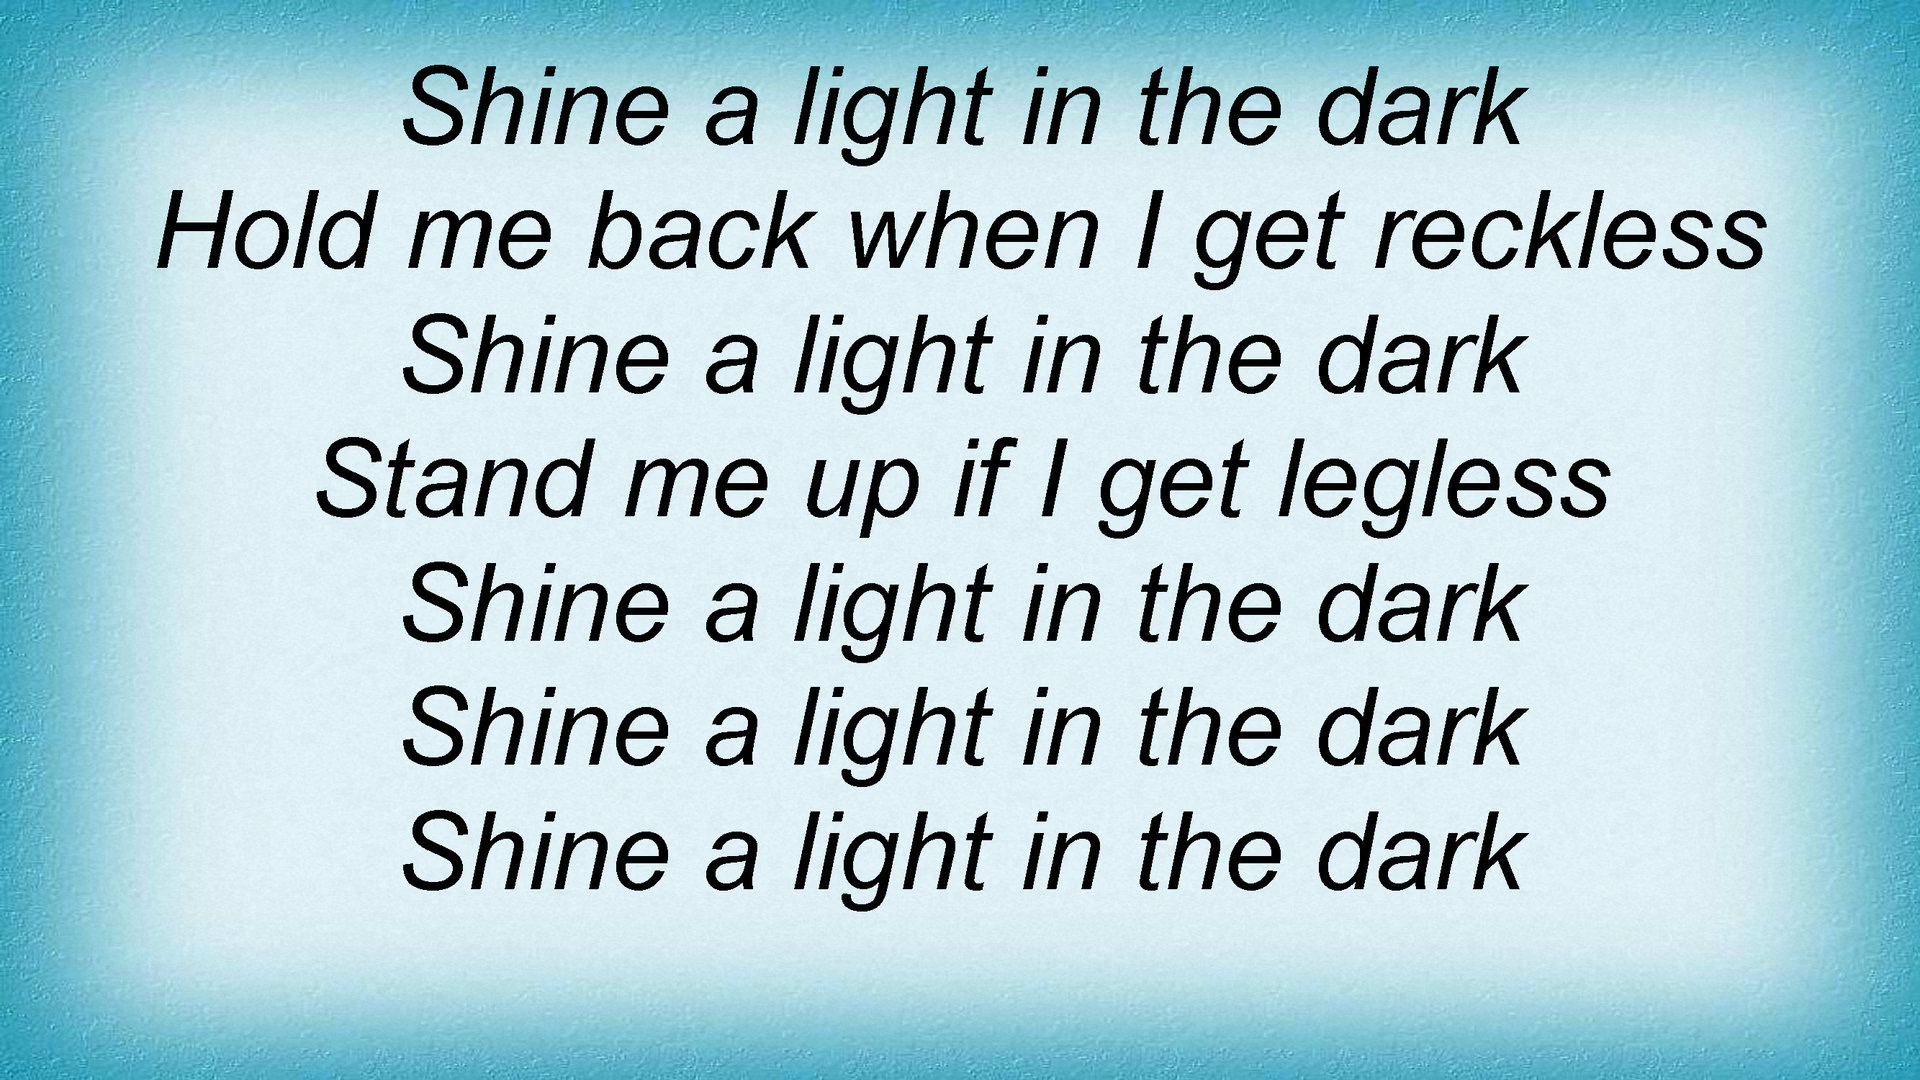 Shine a light in the dark
Hold me back when I get reckless
Shine a light in the dark
Stand me up if I get legless
Shine a light in the dark
Shine a light in the dark
Shine a light in the dark